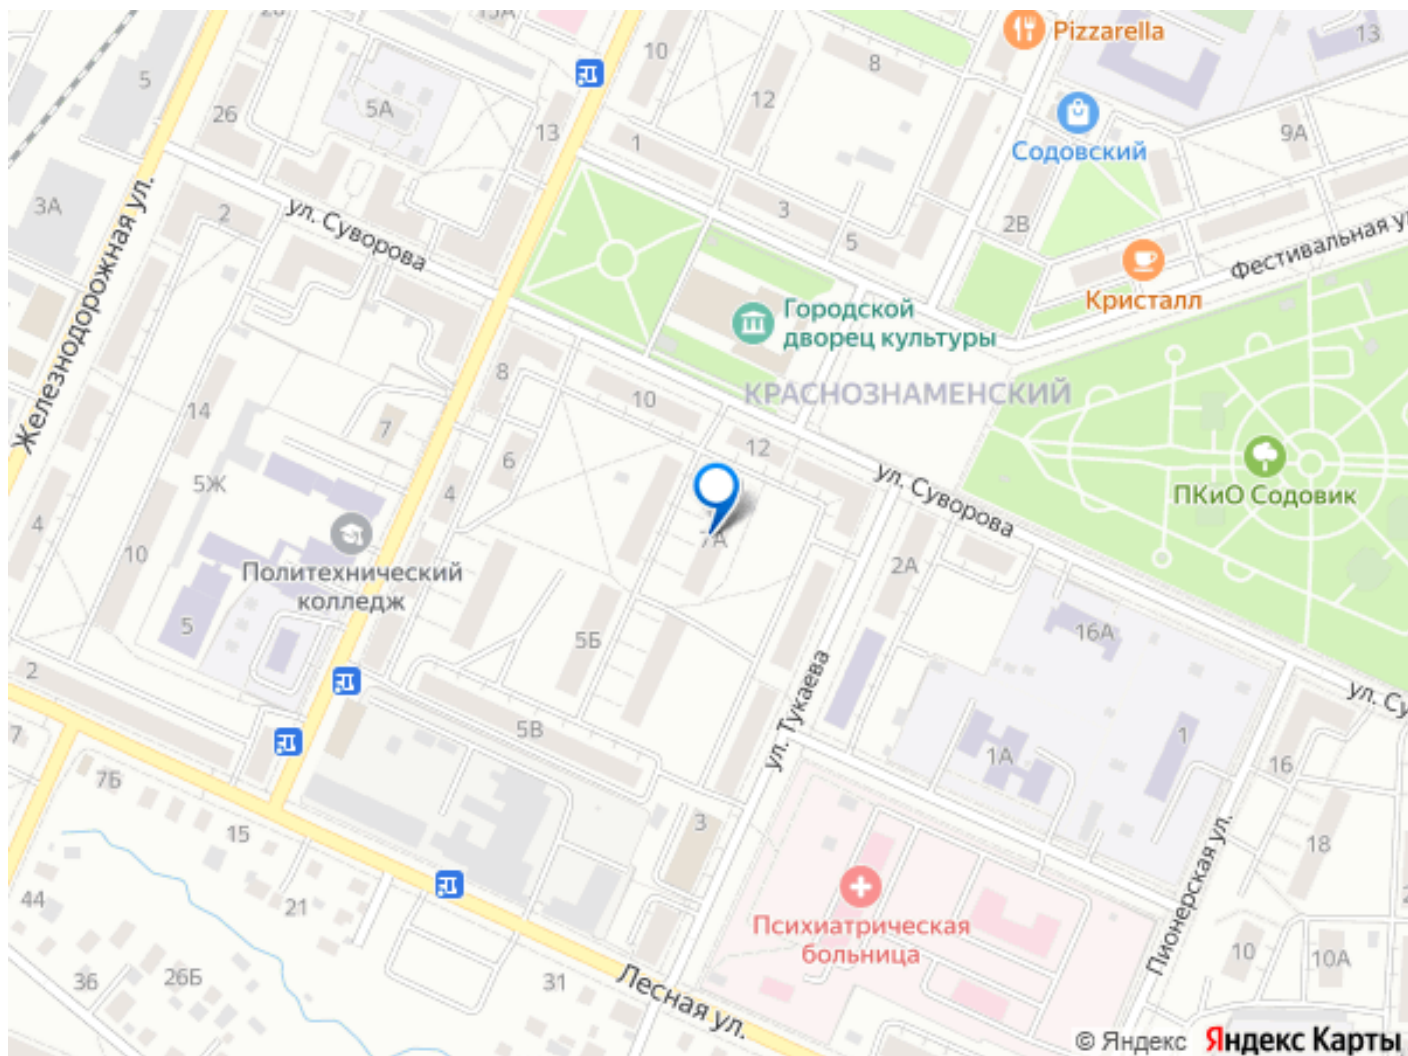 15А
Pizzarella
13
10
8
5
5А
12
26
13
1
9А
Содовский
3А
2
ул. Суворова
3
5
2В
Фестивальная у
Железнодорожная ул.
Кристалл
Городской
дворец культуры
8
10
КРАСНОЗНАМЕНСКИЙ
14
7
6
12
5Ж
4
ул. Суворова
ПКиО Содовик
4
10
7А
2А
Политехнический
колледж
5
5Б
16А
2
ул. Тукаева
ул. Су
7
5В
1А
1
16
7Б
15
3
18
Пионерская ул.
44
21
Психиатрическая
больница
36
26Б
31
Лесная ул.
10
10А
2
© Яндекс Яндекс Карты